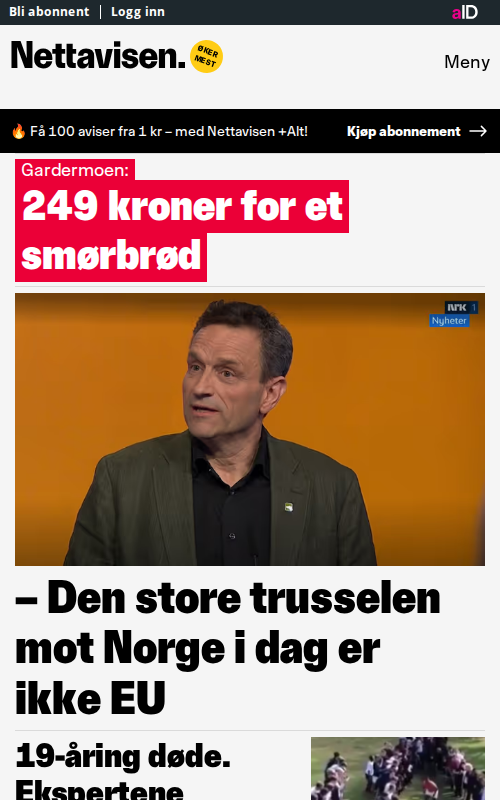 Bli abonnent | Logg inn
aID
Nettavisen.
ØKER
MEST
Meny
🔥 Få 100 aviser fra 1 kr – med Nettavisen +Alt!
Kjøp abonnement →
Gardermoen:
249 kroner for et
smørbrød
NRK 1
Nyheter
– Den store trusselen
mot Norge i dag er
ikke EU
19-åring døde.
Ekspertene